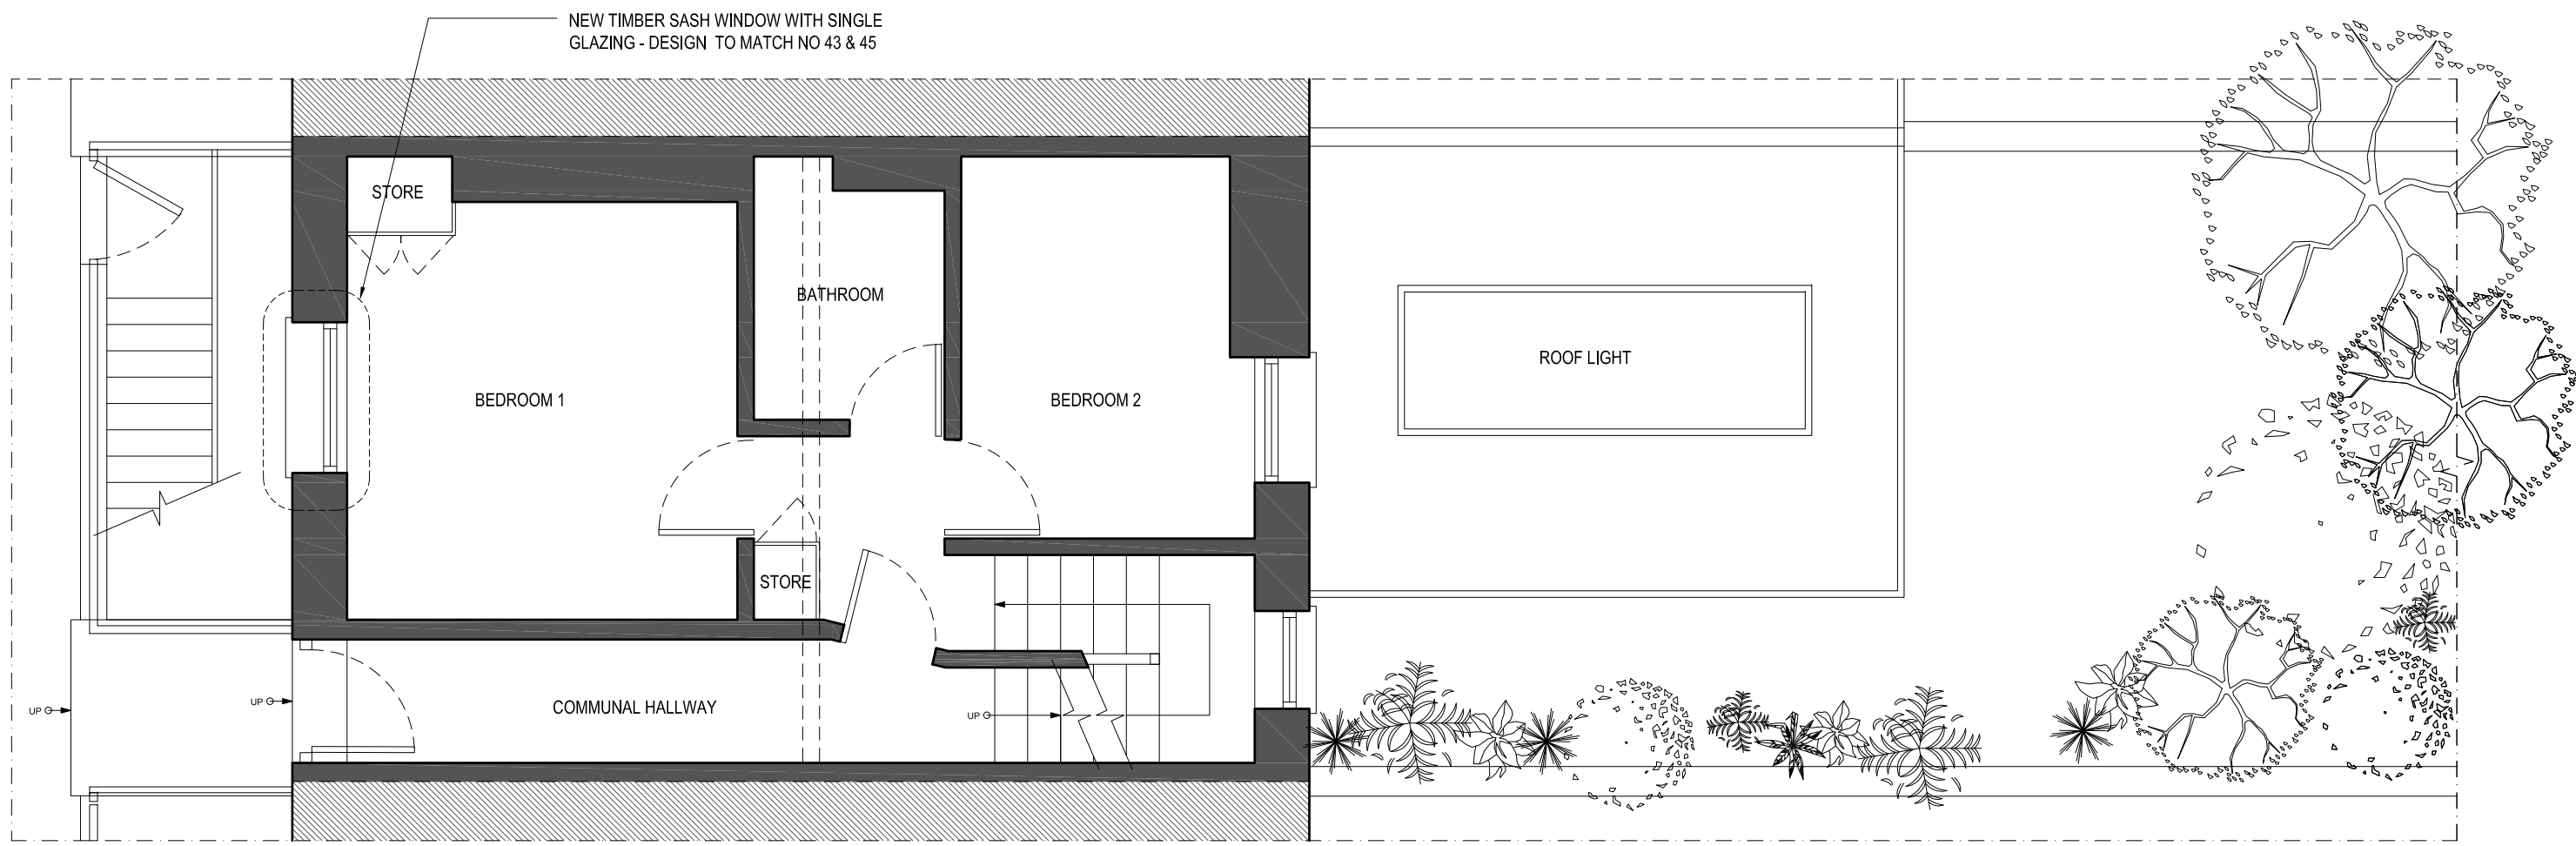 NEW TIMBER SASH WINDOW WITH SINGLE
GLAZING - DESIGN TO MATCH NO 43 & 45
STORE
BATHROOM
ROOF LIGHT
BEDROOM 1
BEDROOM 2
STORE
UP
UP
COMMUNAL HALLWAY
UP